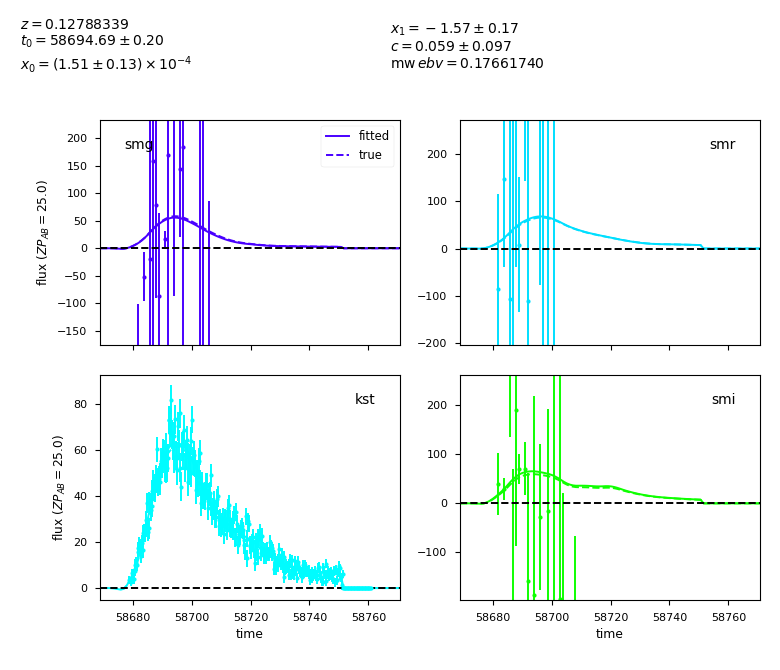 z = 0.12788339
t₀ = 58694.69 ± 0.20
x₀ = (1.51 ± 0.13) × 10⁻⁴
x₁ = −1.57 ± 0.17
c = 0.059 ± 0.097
mw ebv = 0.17661740
smg
fitted
true
200
150
100
50
0
−50
−100
−150
flux (ZP_AB = 25.0)
smr
200
100
0
−100
−200
kst
80
60
40
20
0
flux (ZP_AB = 25.0)
58680 58700 58720 58740 58760
time
smi
200
100
0
−100
58680 58700 58720 58740 58760
time